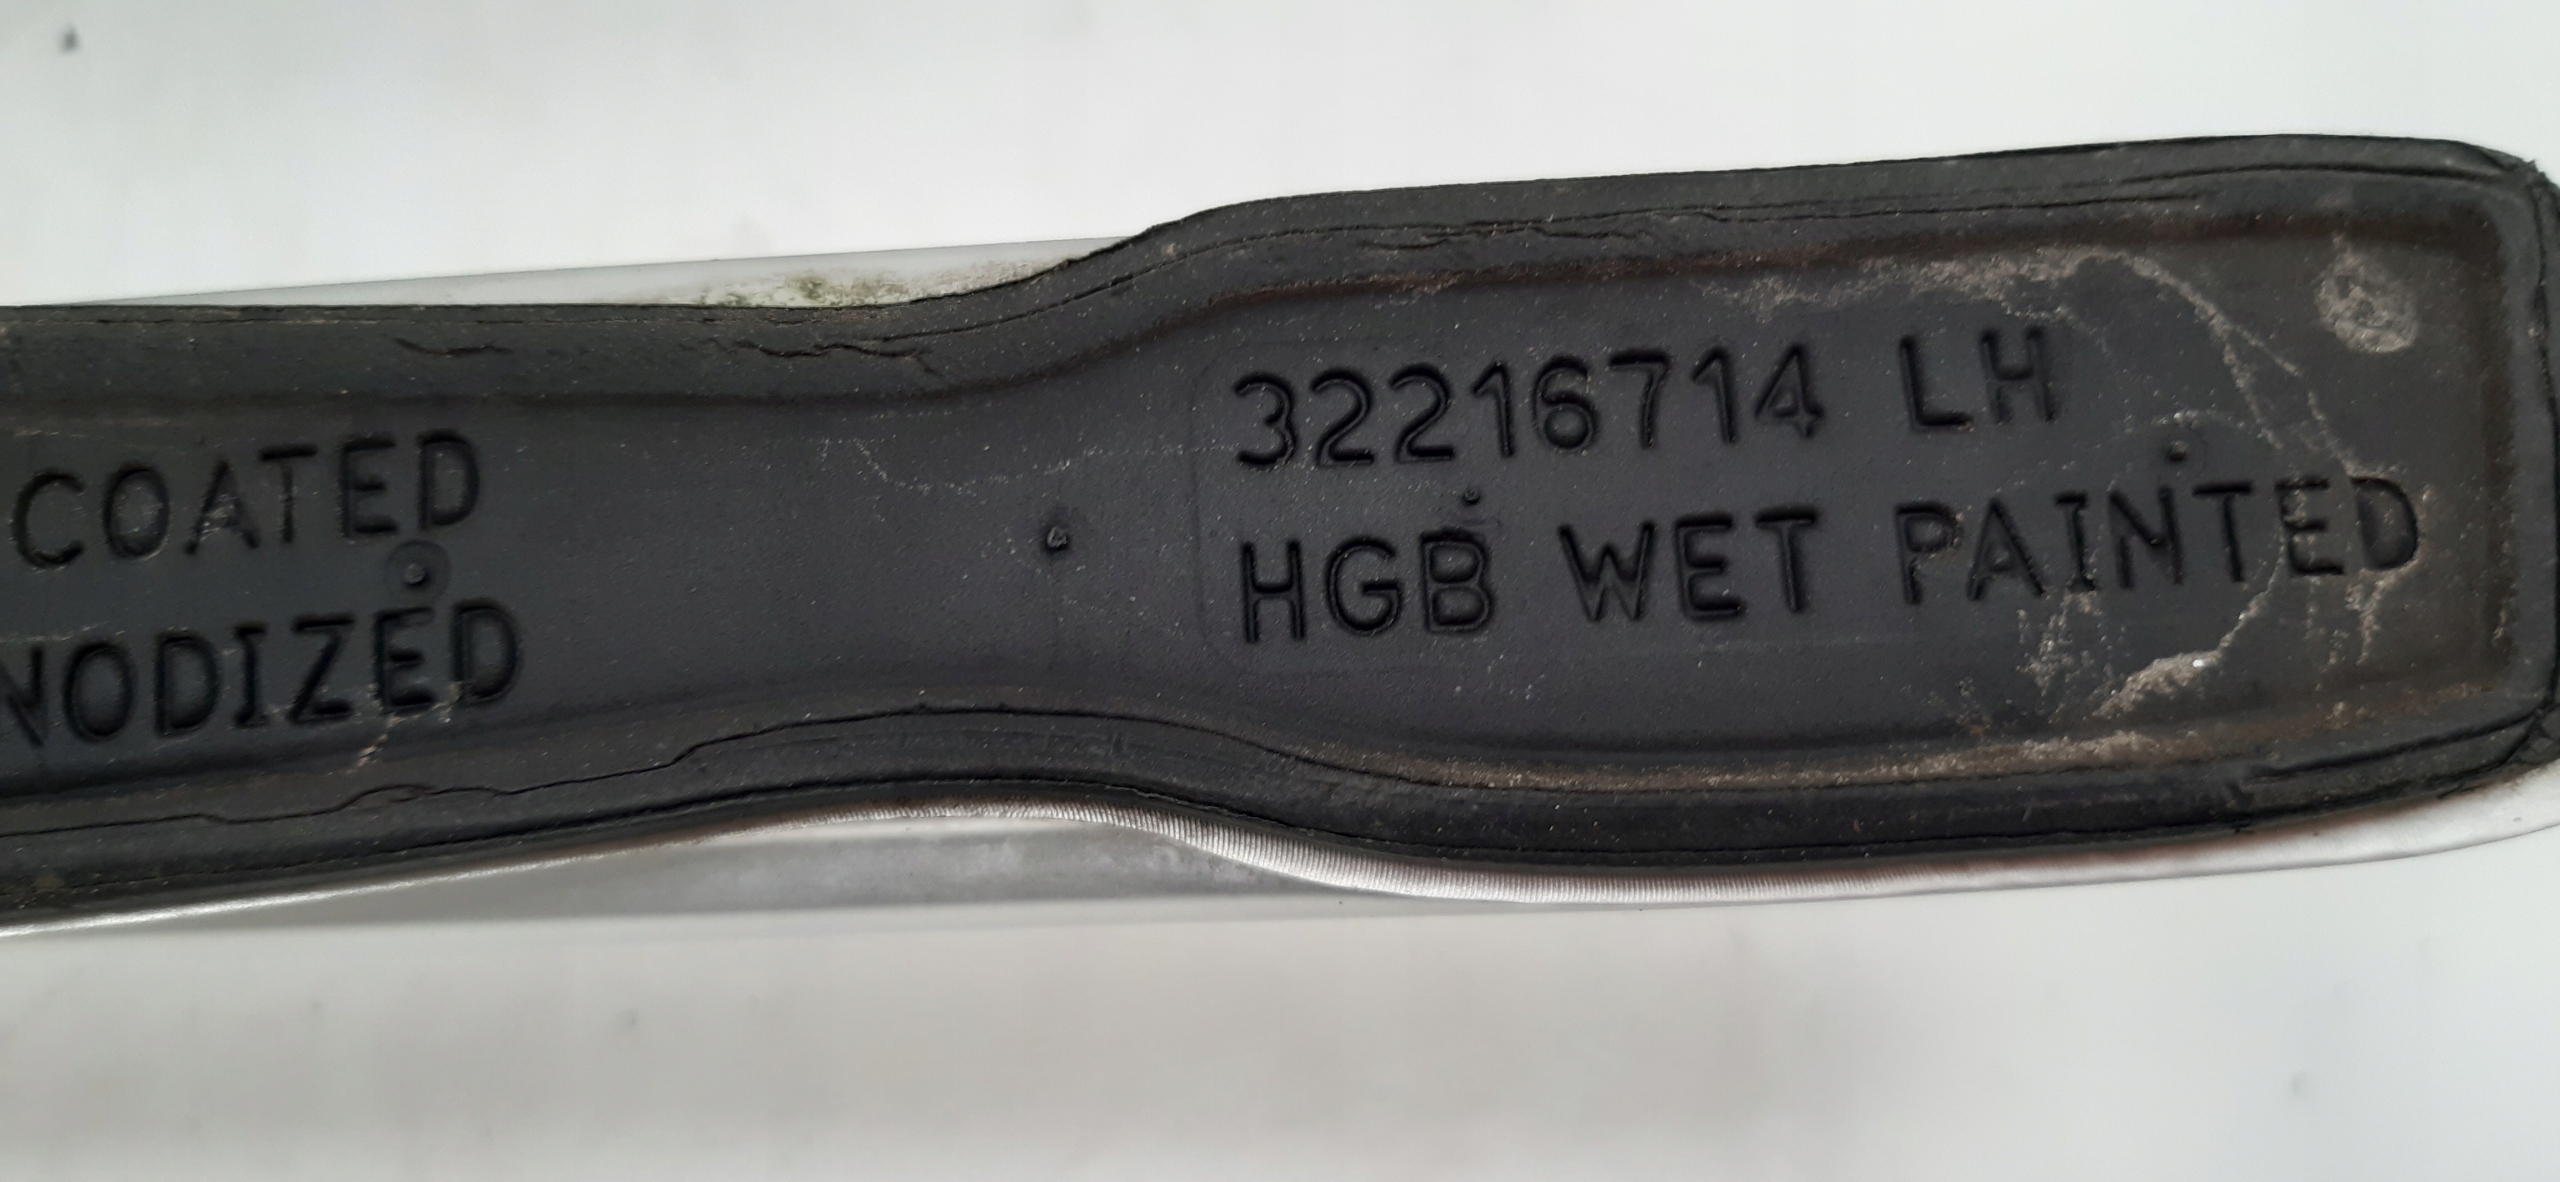 COATED
NODIZED
32216714 LH
HGB WET PAINTED